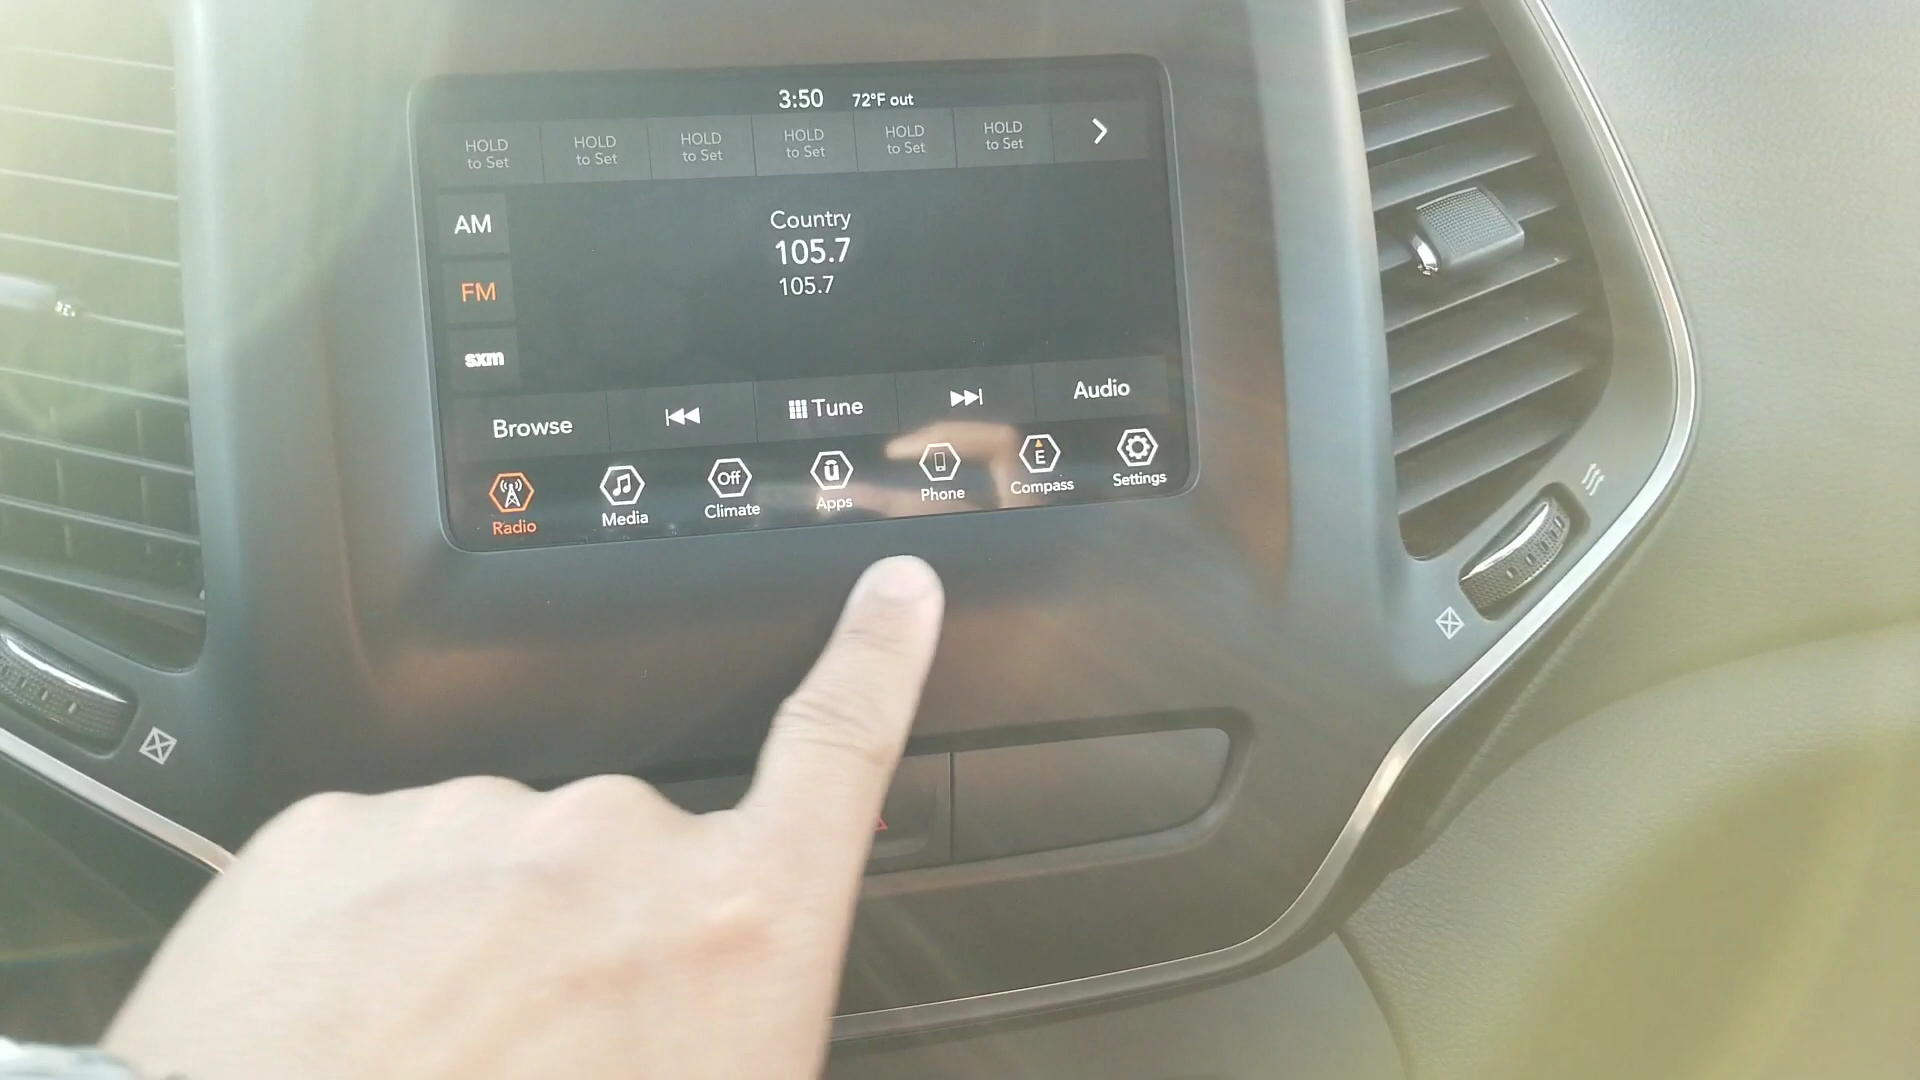 3:50 72°F out
HOLD to Set
HOLD to Set
HOLD to Set
HOLD to Set
HOLD to Set
HOLD to Set
AM
FM
sxm
Country
105.7
105.7
Browse
Tune
Audio
Radio
Media
Off
Climate
Apps
Phone
E
Compass
Settings